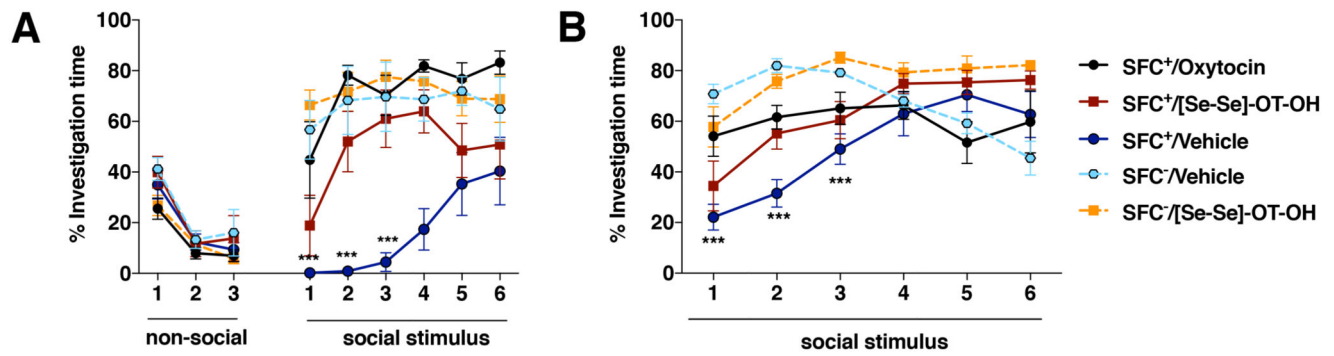 A
% Investigation time
100
80
60
40
20
0
*** *** ***
1 2 3 1 2 3 4 5 6
non-social social stimulus
B
% Investigation time
100
80
60
40
20
0
*** *** ***
1 2 3 4 5 6
social stimulus
SFC⁺/Oxytocin
SFC⁺/[Se-Se]-OT-OH
SFC⁺/Vehicle
SFC⁻/Vehicle
SFC⁻/[Se-Se]-OT-OH